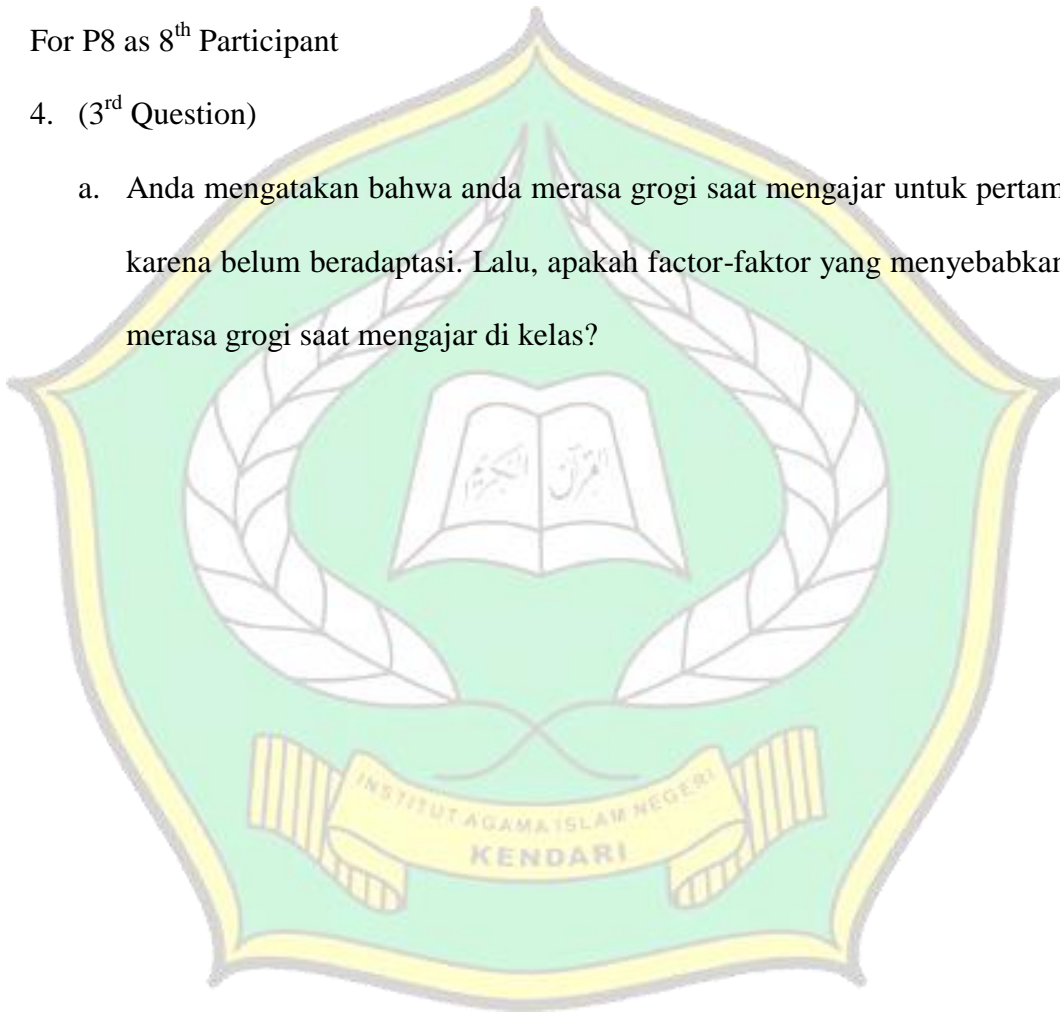 For P8 as 8th Participant
4. (3rd Question)
a. Anda mengatakan bahwa anda merasa grogi saat mengajar untuk pertam
karena belum beradaptasi. Lalu, apakah factor-faktor yang menyebabkan
merasa grogi saat mengajar di kelas?
القرآن الكريم
INSTITUT AGAMA ISLAM NEGERI
KENDARI